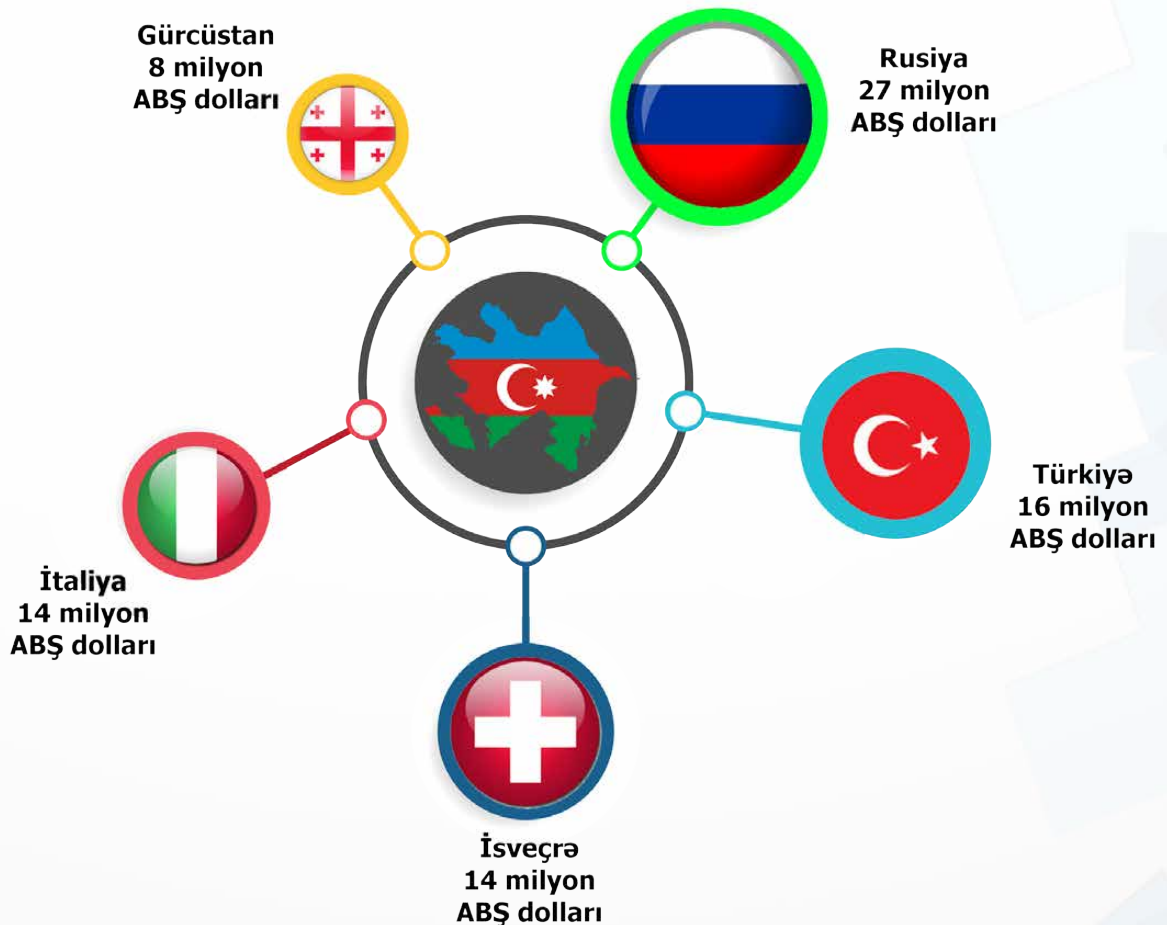 Gürcüstan
8 milyon
ABŞ dolları
Rusiya
27 milyon
ABŞ dolları
Türkiyə
16 milyon
ABŞ dolları
İtaliya
14 milyon
ABŞ dolları
İsveçrə
14 milyon
ABŞ dolları